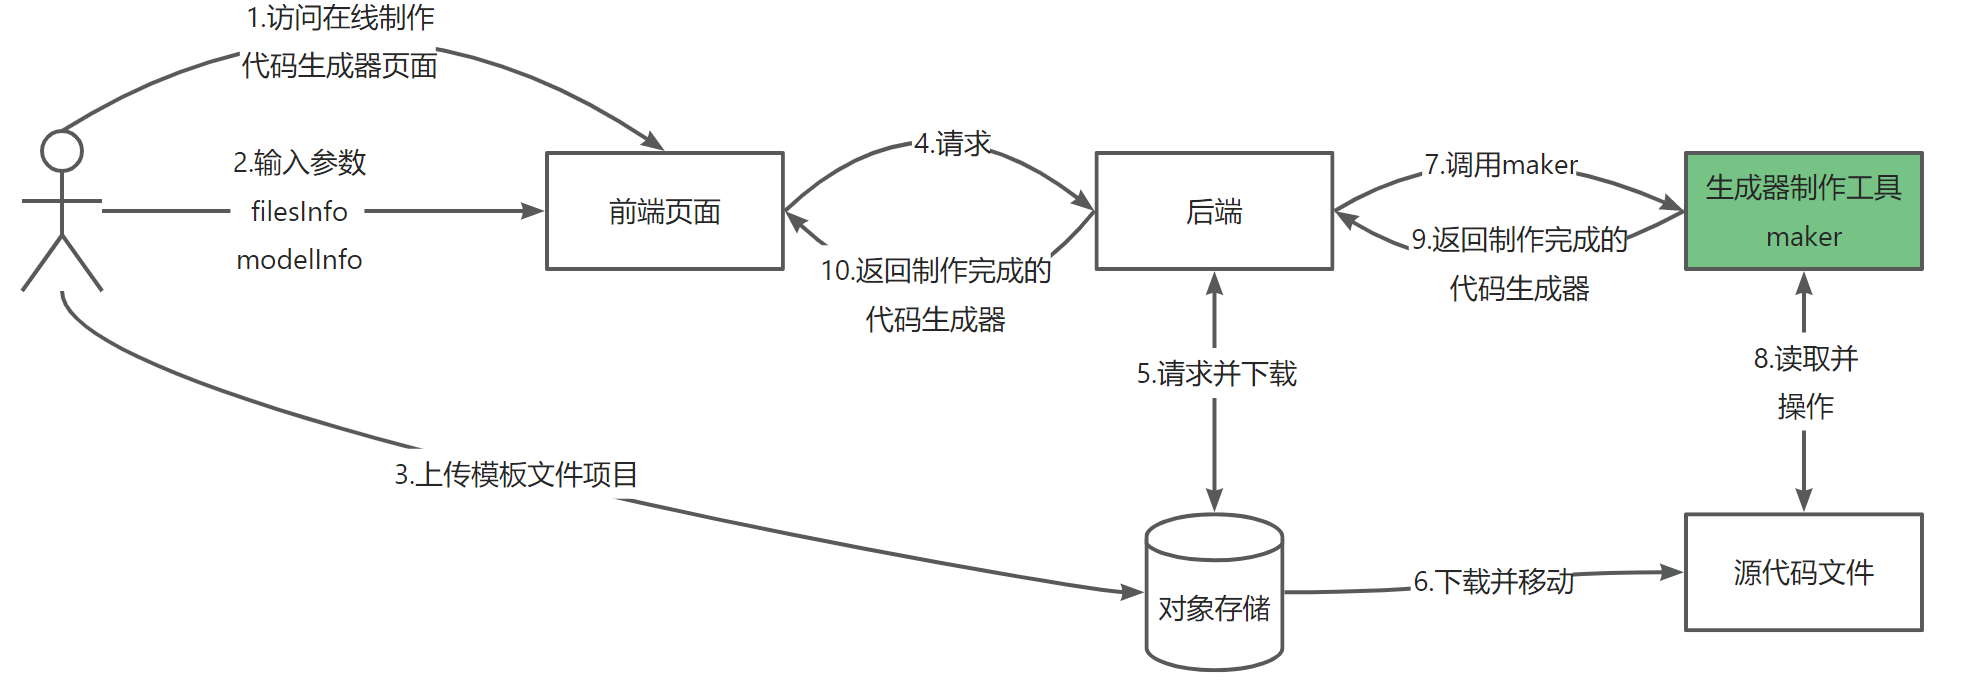 1.访问在线制作
代码生成器页面
2.输入参数
filesInfo
modelInfo
前端页面
4.请求
10.返回制作完成的
代码生成器
后端
7.调用maker
9.返回制作完成的
代码生成器
生成器制作工具
maker
5.请求并下载
8.读取并
操作
3.上传模板文件项目
对象存储
6.下载并移动
源代码文件